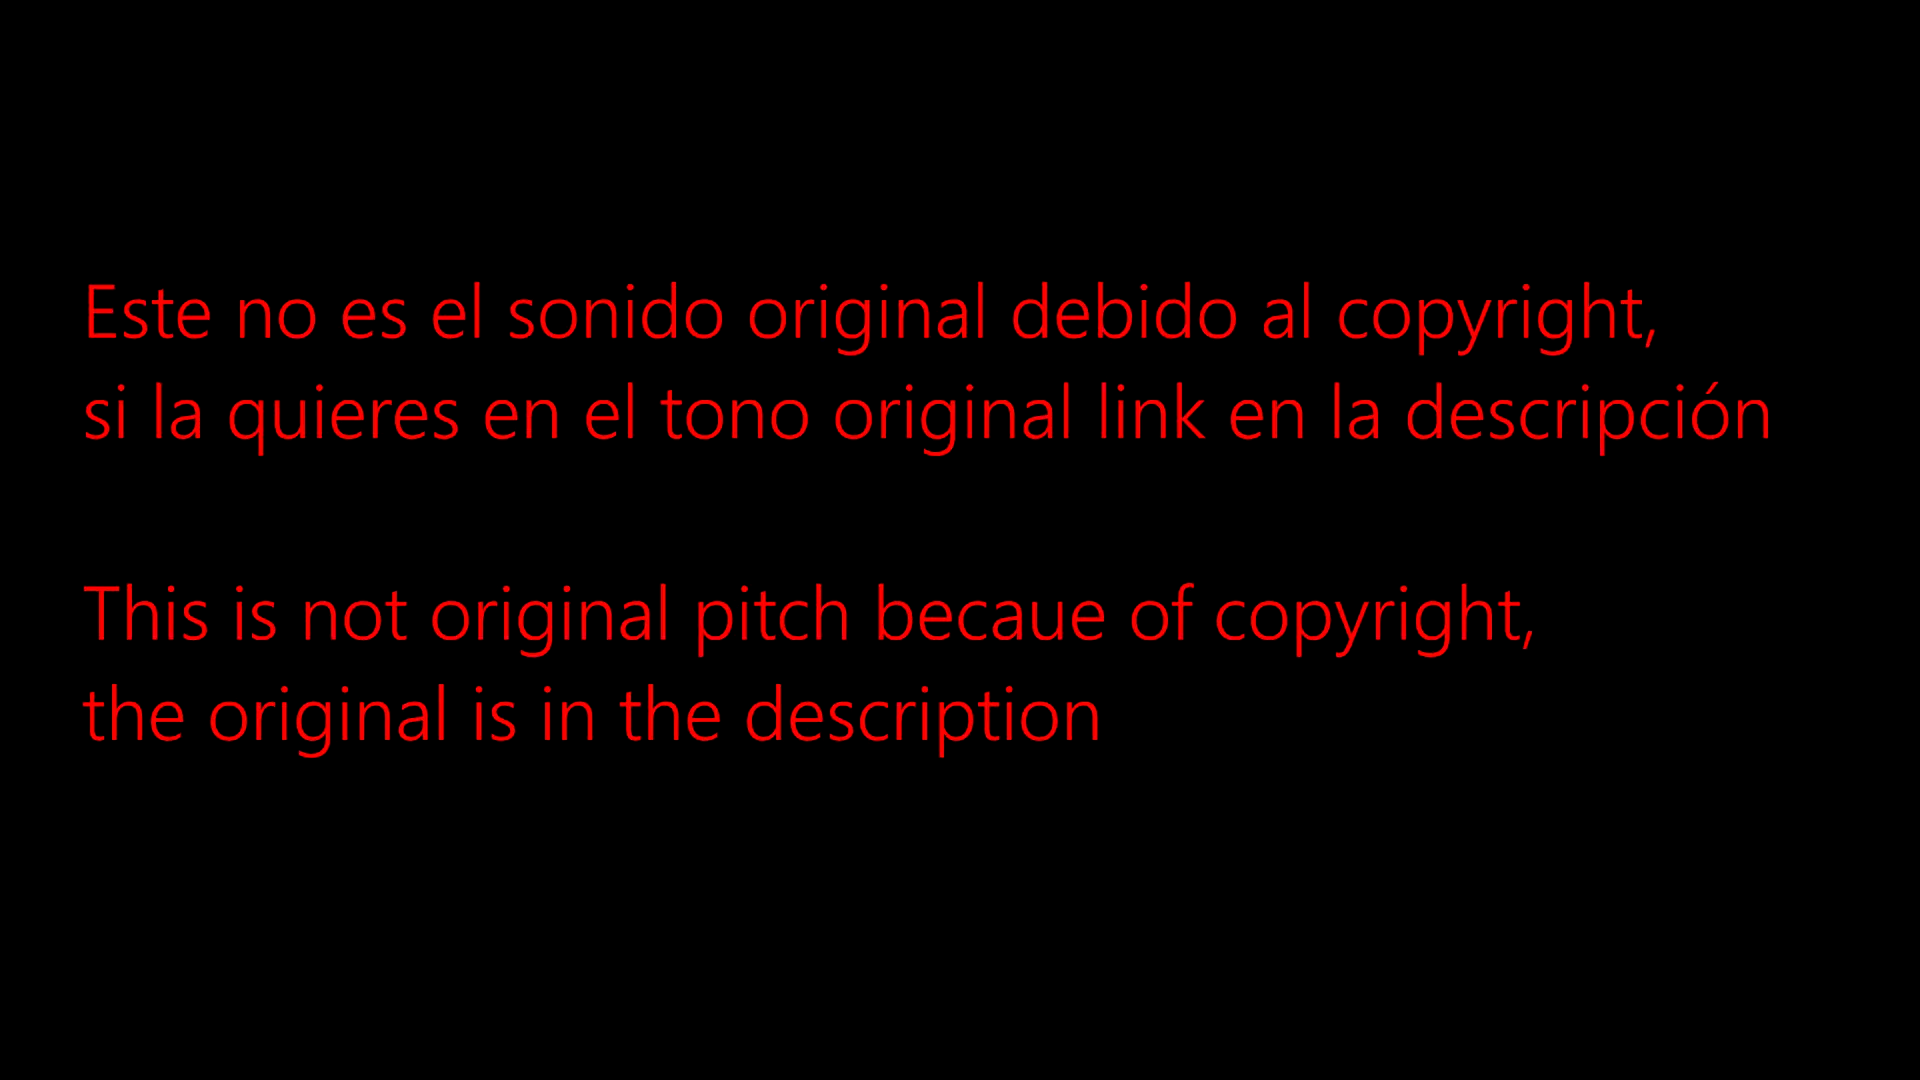 Este no es el sonido original debido al copyright,
si la quieres en el tono original link en la descripción
This is not original pitch becaue of copyright,
the original is in the description